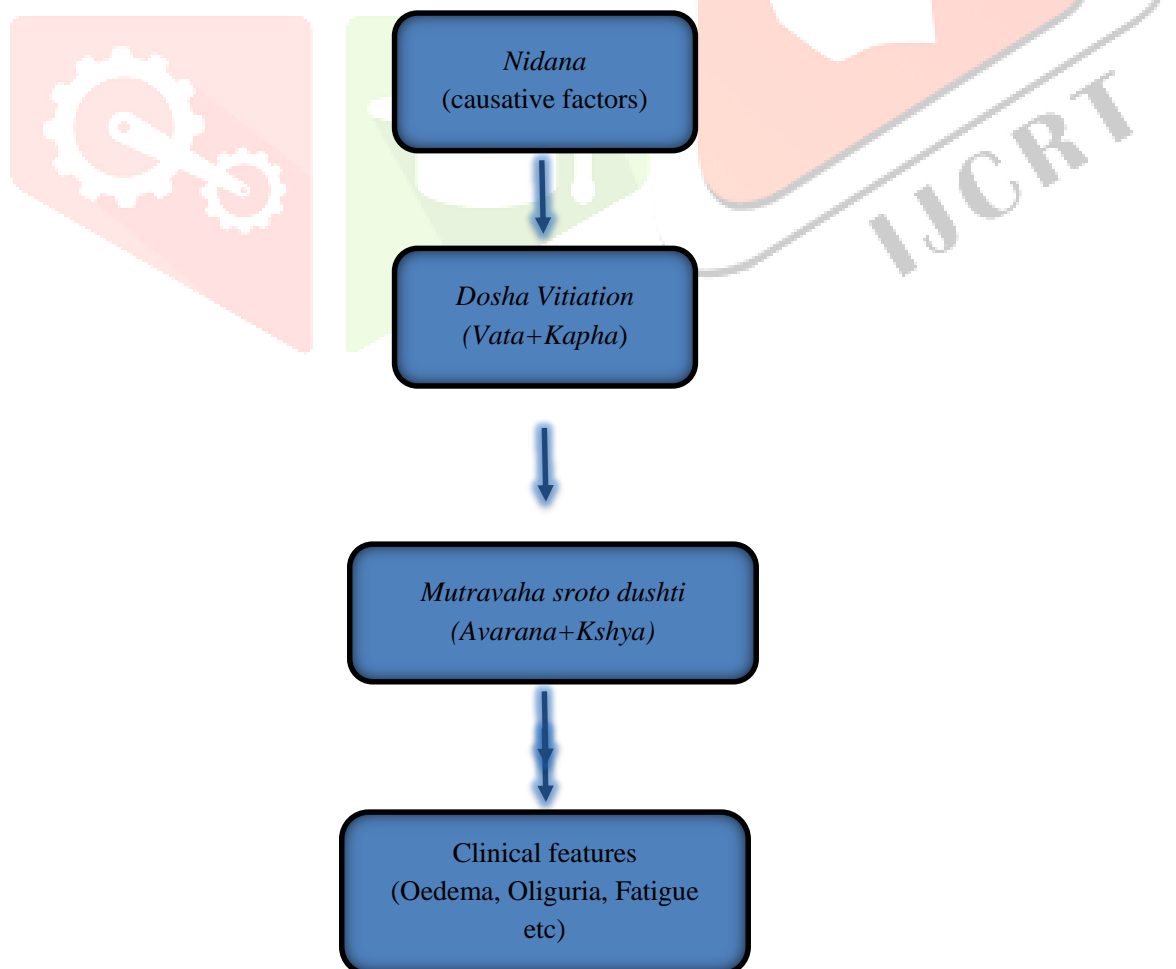 Nidana
(causative factors)
IJCRT
Dosha Vitiation
(Vata+Kapha)
Mutravaha sroto dushti
(Avarana+Kshya)
Clinical features
(Oedema, Oliguria, Fatigue
etc)